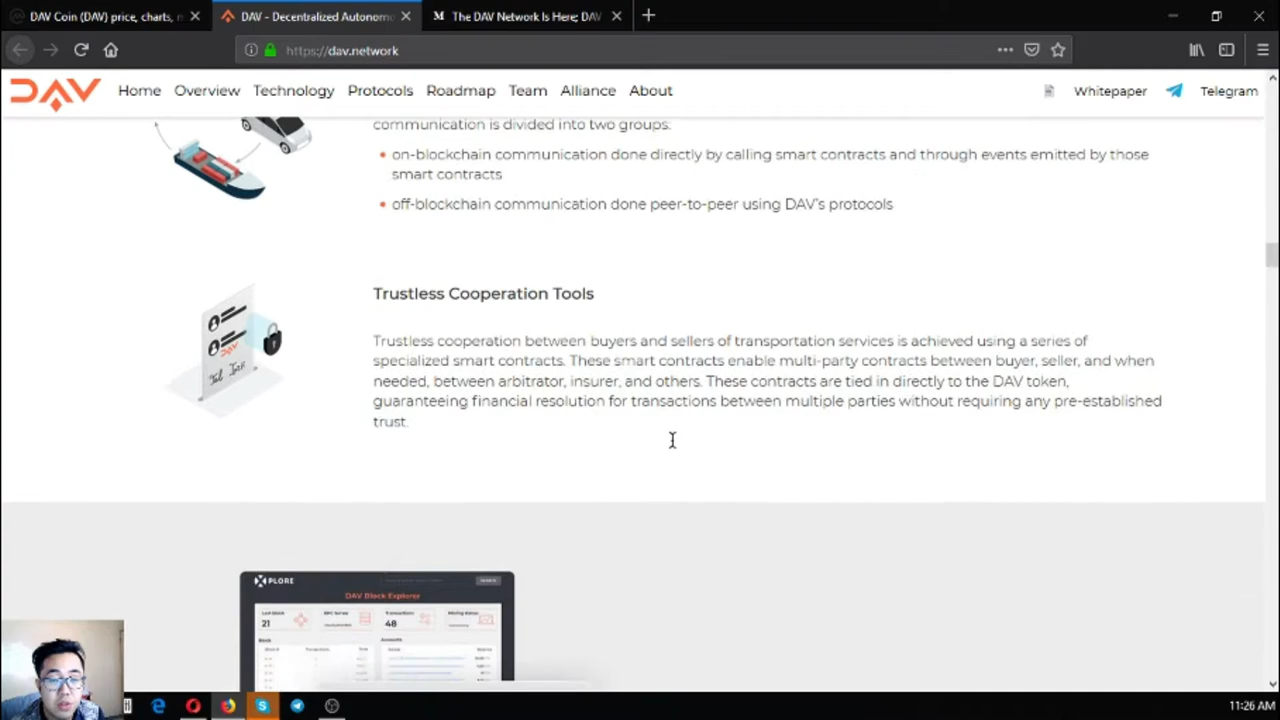 DAV Coin (DAV) price, charts,
DAV - Decentralized Autonomo
M The DAV Network Is Here; DAV
https://dav.network
DAV
Home Overview Technology Protocols Roadmap Team Alliance About Whitepaper Telegram
communication is divided into two groups:
• on-blockchain communication done directly by calling smart contracts and through events emitted by those
smart contracts
• off-blockchain communication done peer-to-peer using DAV's protocols
Trustless Cooperation Tools
Trustless cooperation between buyers and sellers of transportation services is achieved using a series of
specialized smart contracts. These smart contracts enable multi-party contracts between buyer, seller, and when
needed, between arbitrator, insurer, and others. These contracts are tied in directly to the DAV token,
guaranteeing financial resolution for transactions between multiple parties without requiring any pre-established
trust.
XPLORE
DAV Block Explorer
Last Block
Transactions
21
48
Accounts
11:26 AM